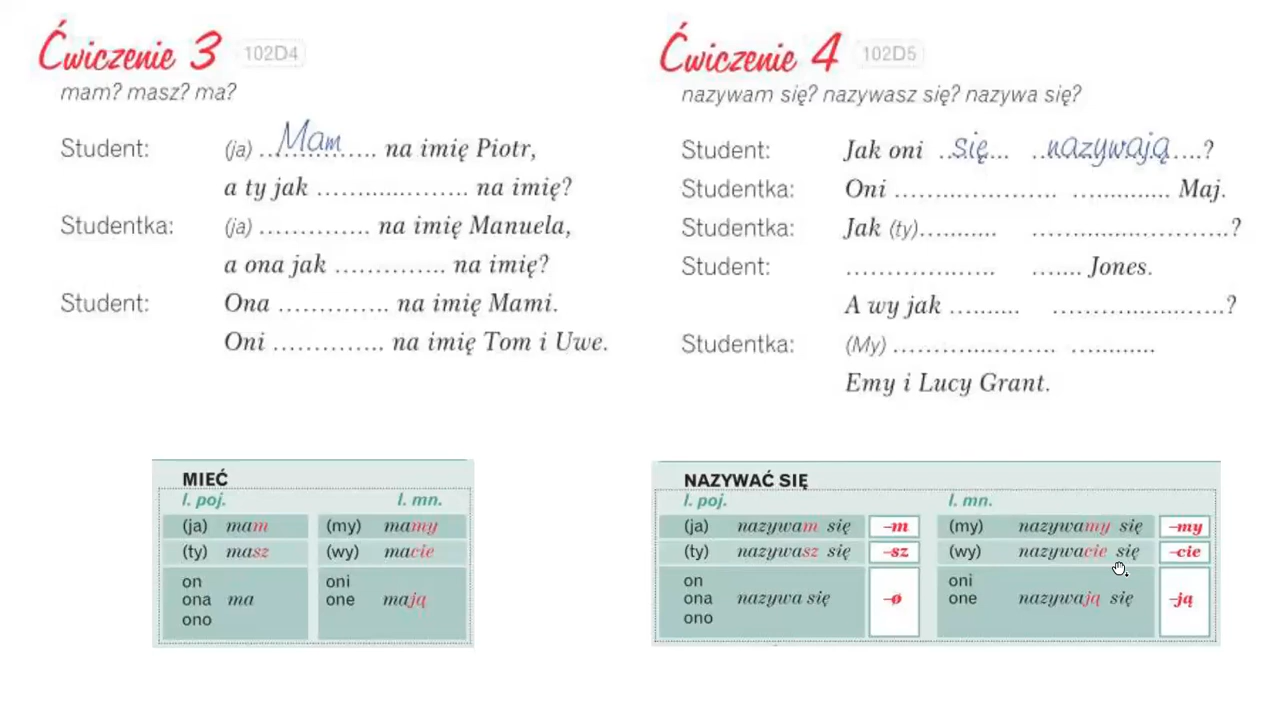 Ćwiczenie 3 102D4
mam? masz? ma?
Student: (ja) ...Mam............ na imię Piotr,
a ty jak .......................... na imię?
Studentka: (ja) .............. na imię Manuela,
a ona jak .............. na imię?
Student: Ona .............. na imię Mami.
Oni .............. na imię Tom i Uwe.
Ćwiczenie 4 102D5
nazywam się? nazywasz się? nazywa się?
Student: Jak oni ...się... ...nazywają....?
Studentka: Oni .................... ............. Maj.
Studentka: Jak (ty)............ .........................?
Student: .................... ....... Jones.
A wy jak .......... ........................?
Studentka: (My) ..................... ............
Emy i Lucy Grant.
MIEĆ
l. poj. l. mn.
(ja) mam (my) mamy
(ty) masz (wy) macie
on oni
ona ma one mają
ono
NAZYWAĆ SIĘ
l. poj. l. mn.
(ja) nazywam się –m (my) nazywamy się –my
(ty) nazywasz się –sz (wy) nazywacie się –cie
on oni
ona nazywa się –ø one nazywają się –ją
ono